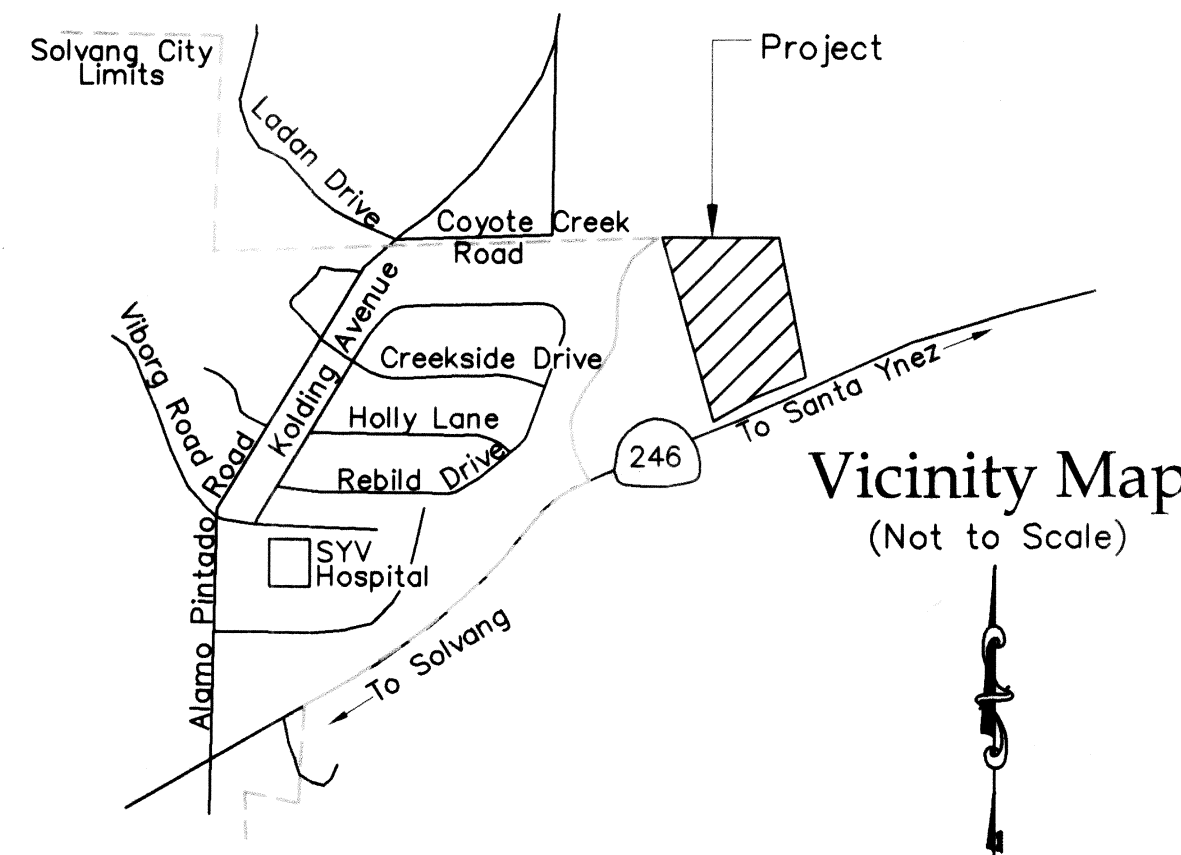 Solvang City
Limits
Project
Ladan Drive
Coyote Creek
Road
Viborg Road
Kolding Avenue
Creekside Drive
Holly Lane
Rebild Drive
To Santa Ynez
246
Vicinity Map
(Not to Scale)
Alamo Pintado Road
SYV
Hospital
To Solvang